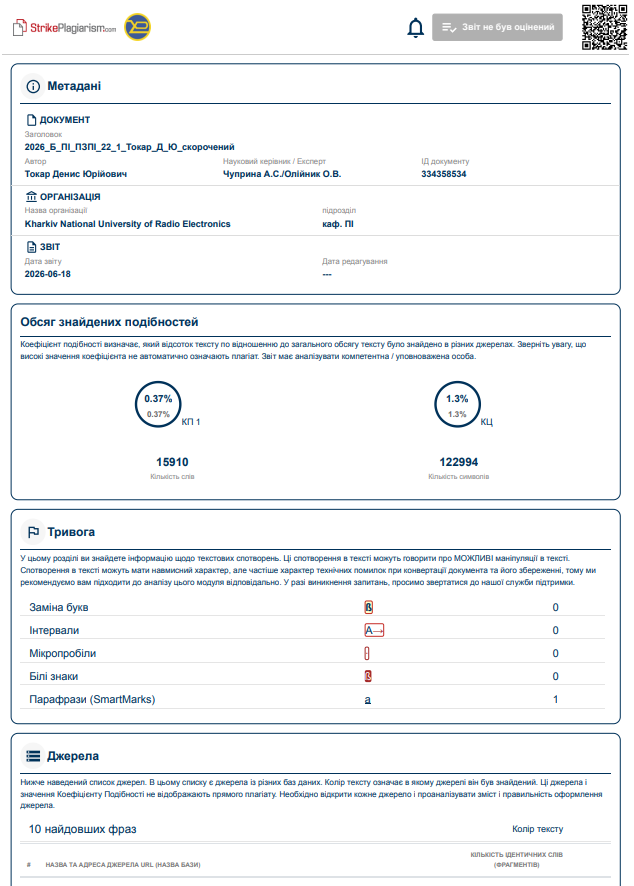 StrikePlagiarism.com
Звіт не був оцінений
Метадані
ДОКУМЕНТ
Заголовок
2026_Б_ПІ_ПЗПІ_22_1_Токар_Д_Ю_скорочений
Автор Науковий керівник / Експерт ІД документу
Токар Денис Юрійович Чуприна А.С./Олійник О.В. 334358534
ОРГАНІЗАЦІЯ
Назва організації підрозділ
Kharkiv National University of Radio Electronics каф. ПІ
ЗВІТ
Дата звіту Дата редагування
2026-06-18 ---
Обсяг знайдених подібностей
Коефіцієнт подібності визначає, який відсоток тексту по відношенню до загального обсягу тексту було знайдено в різних джерелах. Зверніть увагу, що
високі значення коефіцієнта не автоматично означають плагіат. Звіт має аналізувати компетентна / уповноважена особа.
0.37% 1.3%
0.37% 1.3%
КП 1 КЦ
15910 122994
Кількість слів Кількість символів
Тривога
У цьому розділі ви знайдете інформацію щодо текстових спотворень. Ці спотворення в тексті можуть говорити про МОЖЛИВІ маніпуляції в тексті.
Спотворення в тексті можуть мати навмисний характер, але частіше характер технічних помилок при конвертації документа та його збереженні, тому ми
рекомендуємо вам підходити до аналізу цього модуля відповідально. У разі виникнення запитань, просимо звертатися до нашої служби підтримки.
Заміна букв ß 0
Інтервали A→ 0
Мікропробіли 0
Білі знаки ß 0
Парафрази (SmartMarks) a 1
Джерела
Нижче наведений список джерел. В цьому списку є джерела із різних баз даних. Колір тексту означає в якому джерелі він був знайдений. Ці джерела і
значення Коефіцієнту Подібності не відображають прямого плагіату. Необхідно відкрити кожне джерело і проаналізувати зміст і правильність оформлення
джерела.
10 найдовших фраз Колір тексту
КІЛЬКІСТЬ ІДЕНТИЧНИХ СЛІВ
# НАЗВА ТА АДРЕСА ДЖЕРЕЛА URL (НАЗВА БАЗИ)
(ФРАГМЕНТІВ)